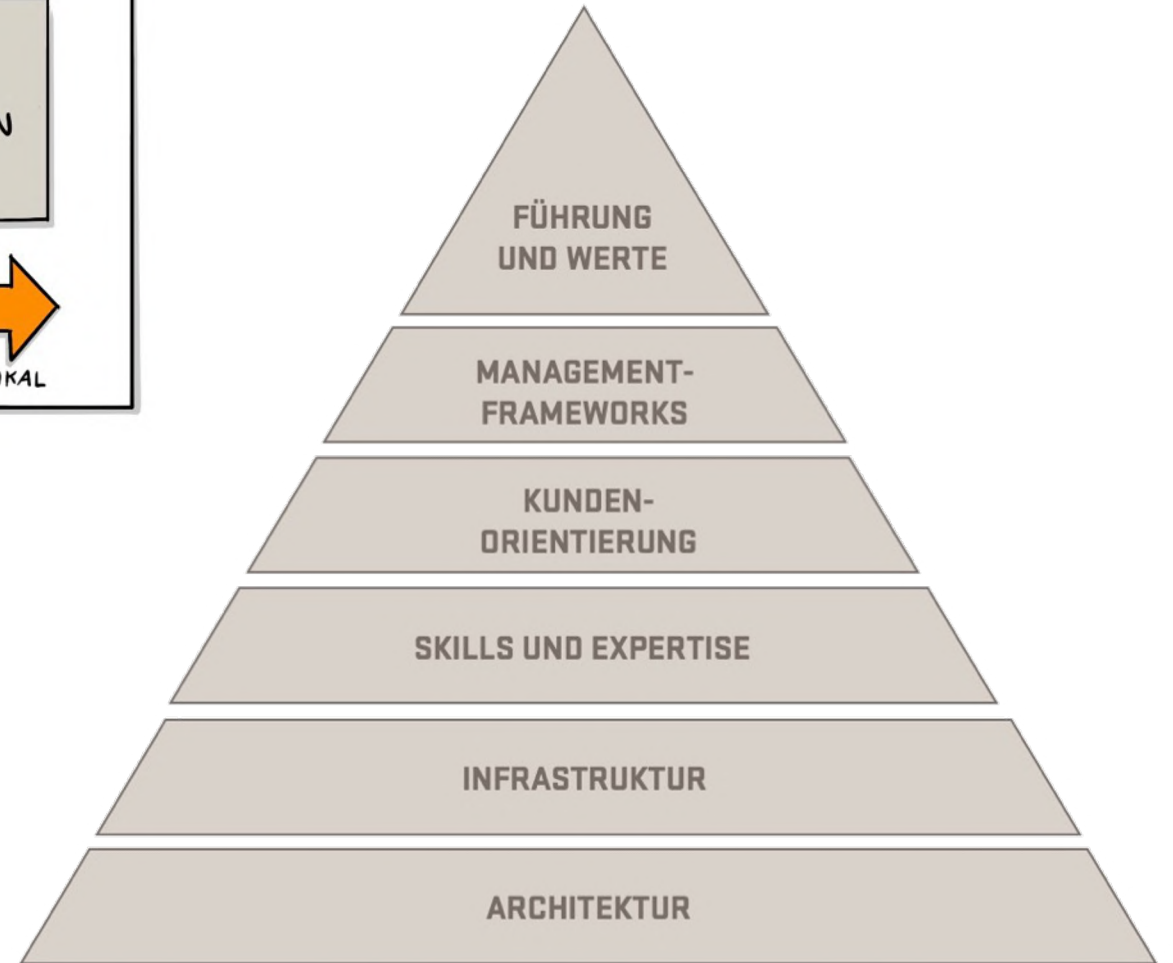 FÜHRUNG
UND WERTE
MANAGEMENT-
FRAMEWORKS
KUNDEN-
ORIENTIERUNG
SKILLS UND EXPERTISE
INFRASTRUKTUR
ARCHITEKTUR